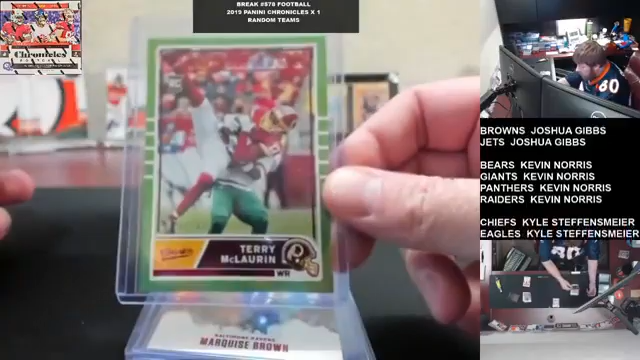 BREAK #578 FOOTBALL
2019 PANINI CHRONICLES X 1
RANDOM TEAMS
Chronicles
TERRY
McLAURIN
WR
BALTIMORE RAVENS
MARQUISE BROWN
60
BROWNS JOSHUA GIBBS
JETS JOSHUA GIBBS
BEARS KEVIN NORRIS
GIANTS KEVIN NORRIS
PANTHERS KEVIN NORRIS
RAIDERS KEVIN NORRIS
CHIEFS KYLE STEFFENSMEIER
EAGLES KYLE STEFFENSMEIER